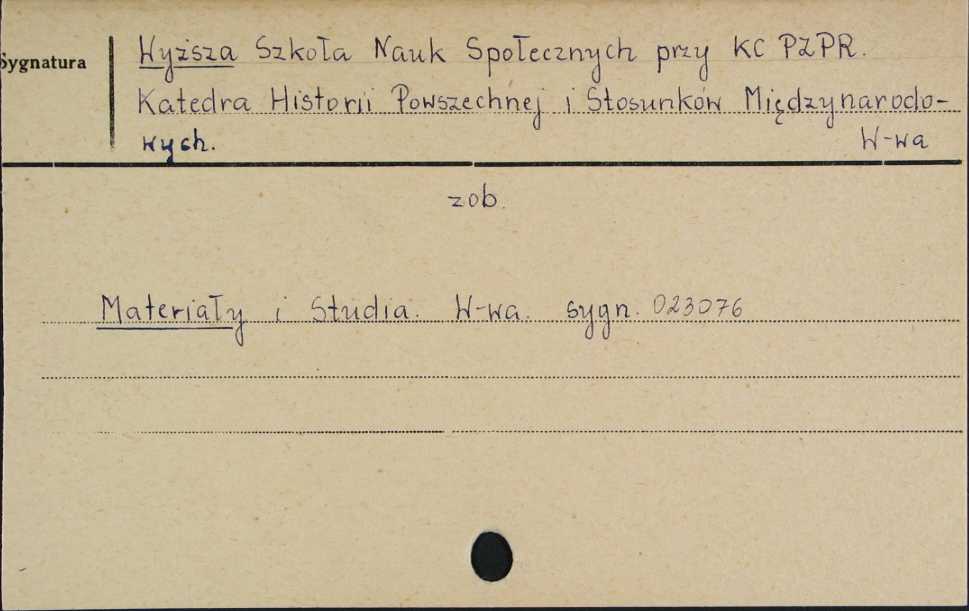 Sygnatura
Wyższa Szkoła Nauk Społecznych przy KC PZPR.
Katedra Historii Powszechnej i Stosunków Międzynarodo-
wych. W-wa
zob.
Materiały i Studia. W-wa. sygn. 023076